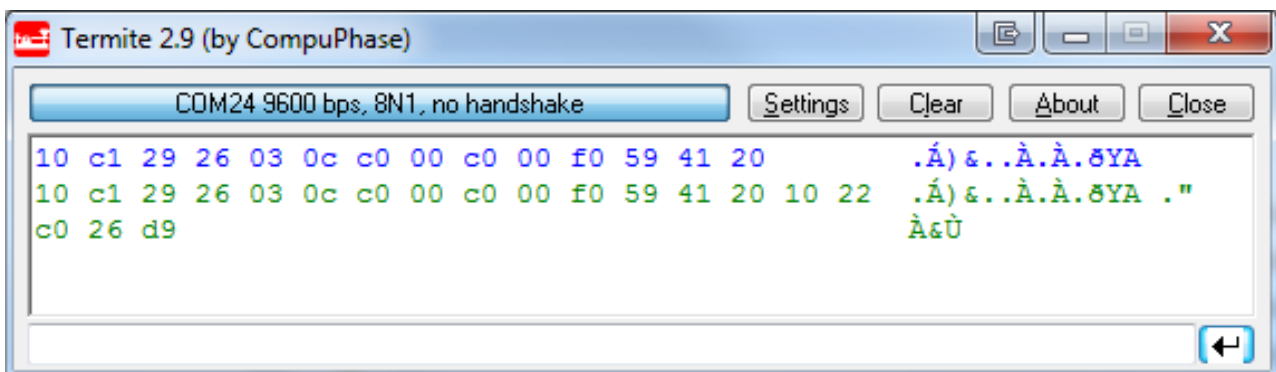 Termite 2.9 (by CompuPhase)
COM24 9600 bps, 8N1, no handshake Settings Clear About Close
10 c1 29 26 03 0c c0 00 c0 00 f0 59 41 20 .Á)&..À.À.ðYA
10 c1 29 26 03 0c c0 00 c0 00 f0 59 41 20 10 22 .Á)&..À.À.ðYA ."
c0 26 d9 À&Ù